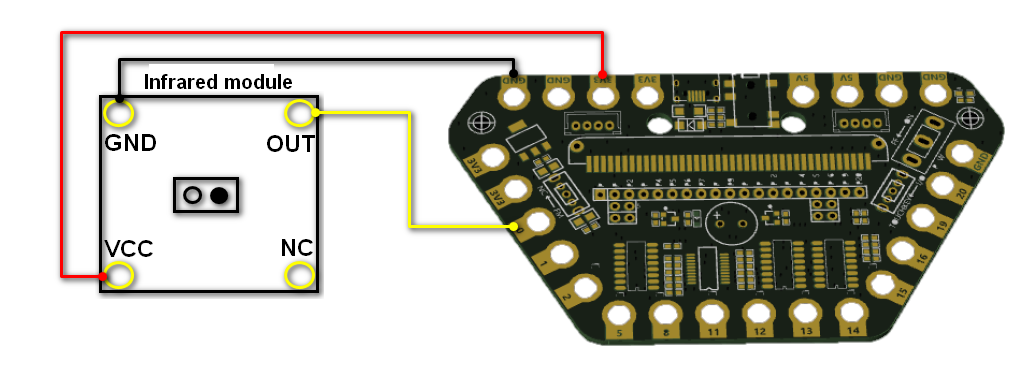 Infrared module
GND
OUT
VCC
NC
GND
GND
3V3
3V3
5V
5V
GND
GND
3V3
3V3
0
1
2
5
8
11
12
13
14
15
16
19
20
GND